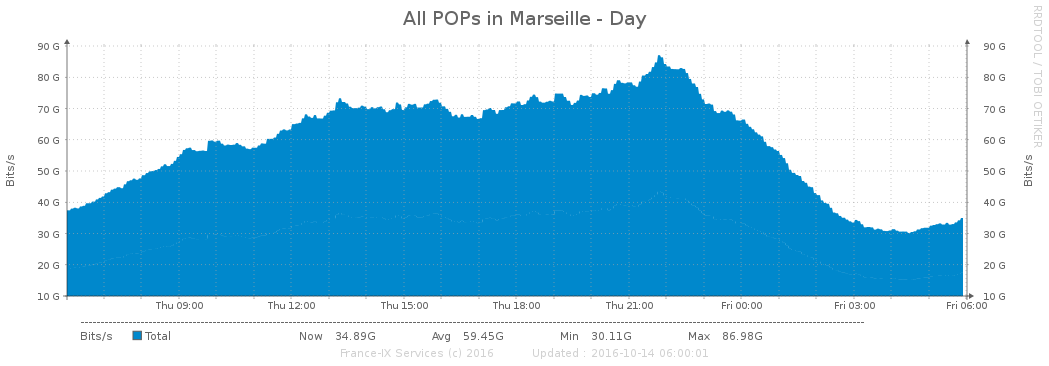 All POPs in Marseille - Day
RRDTOOL / TOBI OETIKER
90 G 90 G
80 G 80 G
70 G 70 G
60 G 60 G
50 G 50 G
40 G 40 G
30 G 30 G
20 G 20 G
10 G 10 G
Bits/s Bits/s
Thu 09:00 Thu 12:00 Thu 15:00 Thu 18:00 Thu 21:00 Fri 00:00 Fri 03:00 Fri 06:00
Bits/s Total Now 34.89G Avg 59.45G Min 30.11G Max 86.98G
France-IX Services (c) 2016 Updated : 2016-10-14 06:00:01